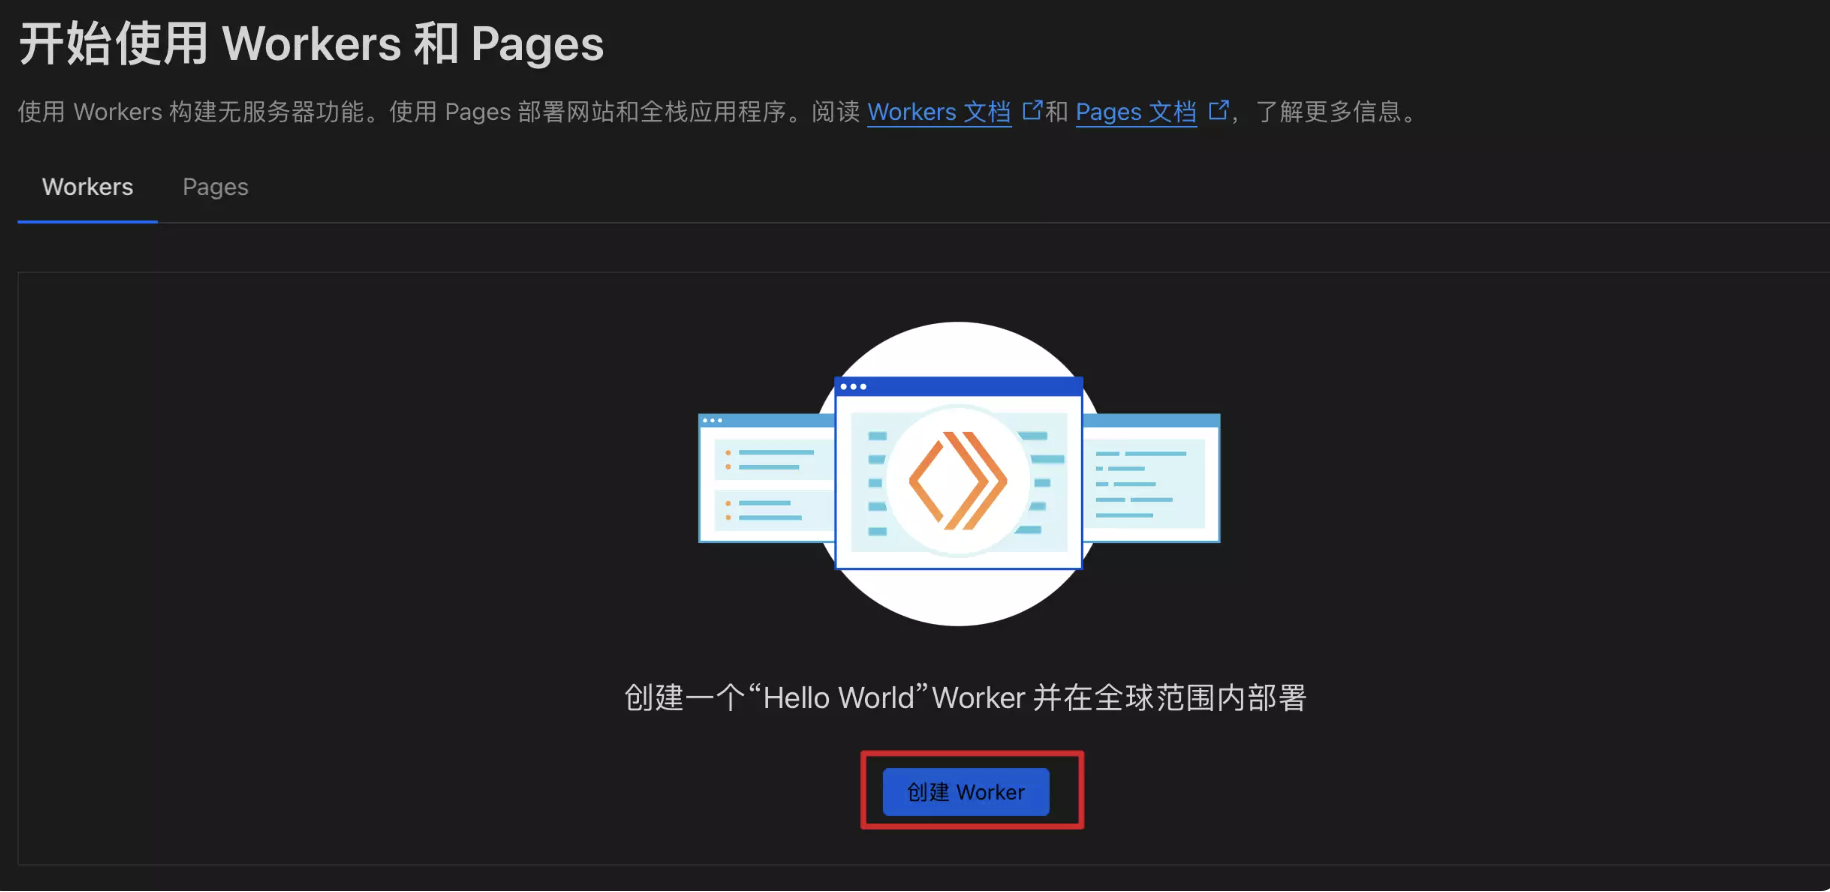 开始使用 Workers 和 Pages
使用 Workers 构建无服务器功能。使用 Pages 部署网站和全栈应用程序。阅读 Workers 文档 和 Pages 文档 ，了解更多信息。
Workers Pages
创建一个“Hello World”Worker 并在全球范围内部署
创建 Worker